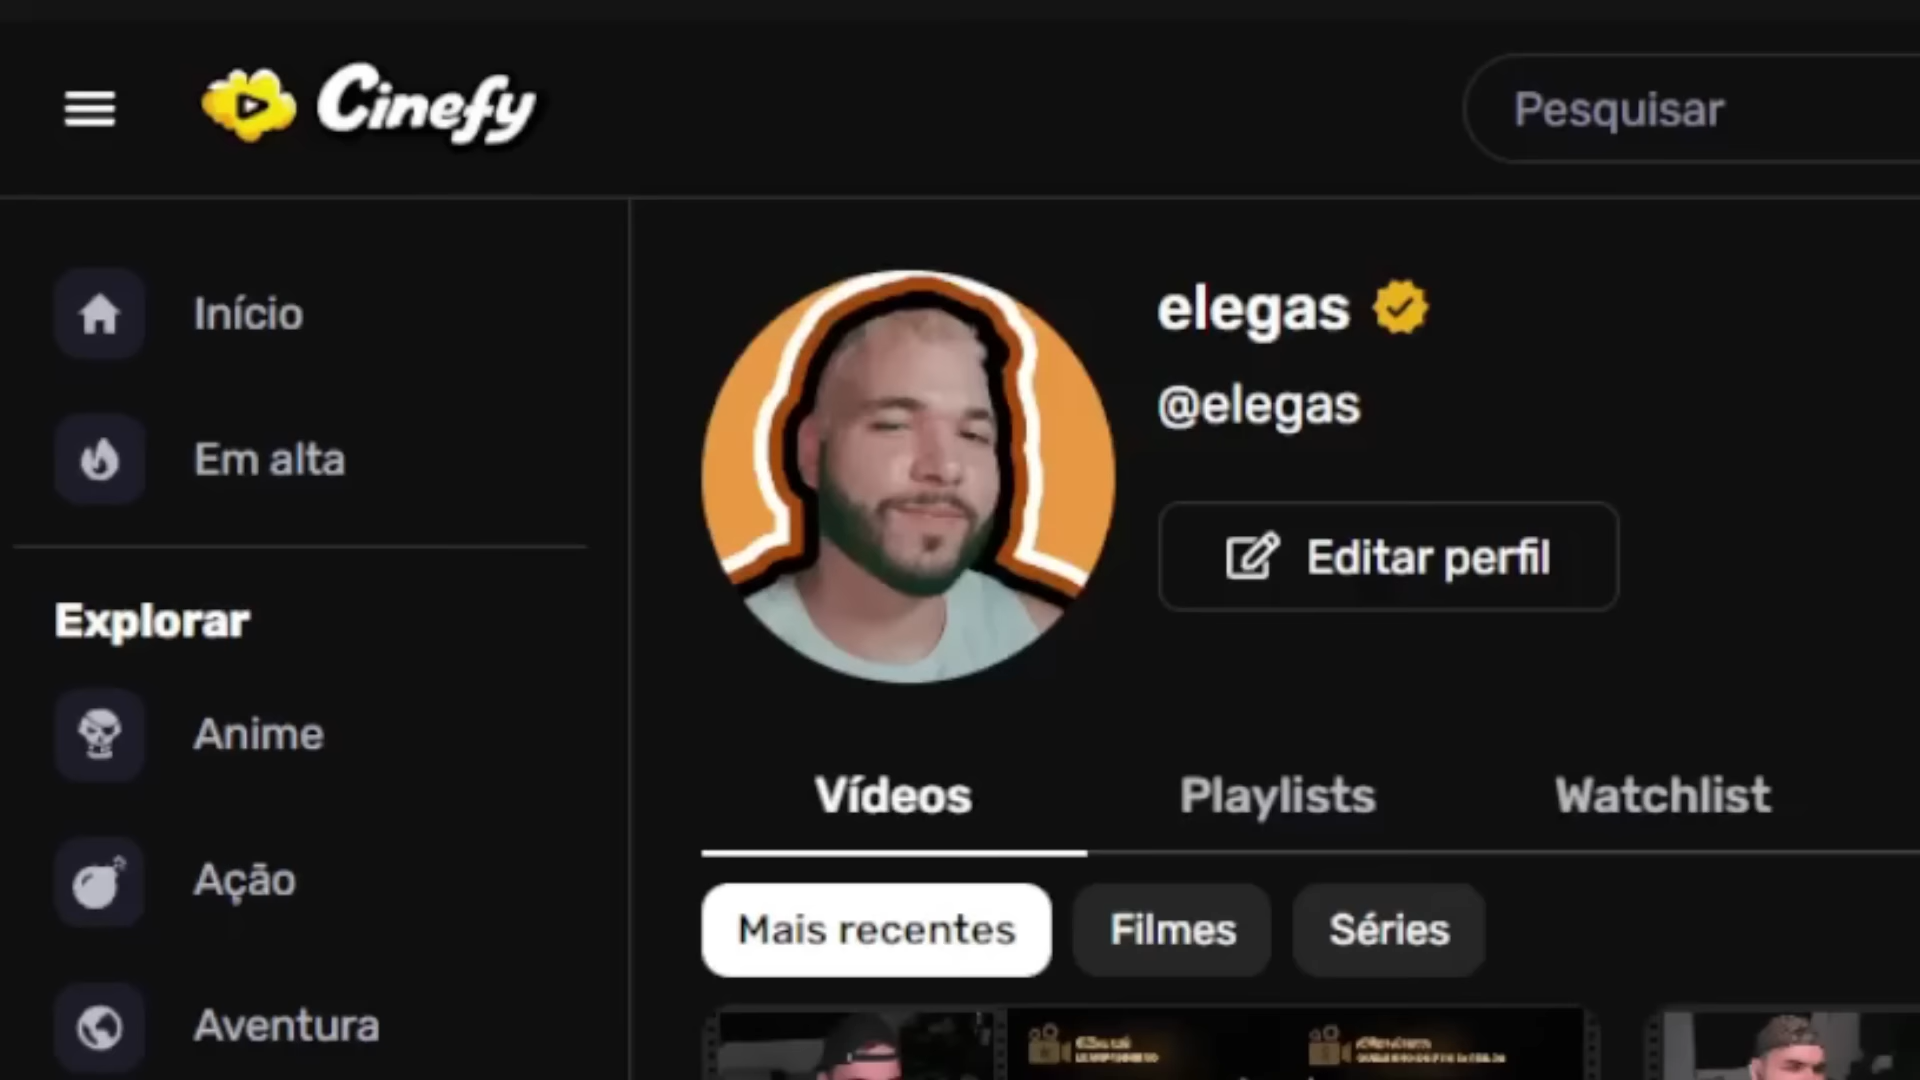 Cinefy
Pesquisar
Início
Em alta
Explorar
Anime
Ação
Aventura
elegas
@elegas
Editar perfil
Vídeos
Playlists
Watchlist
Mais recentes
Filmes
Séries